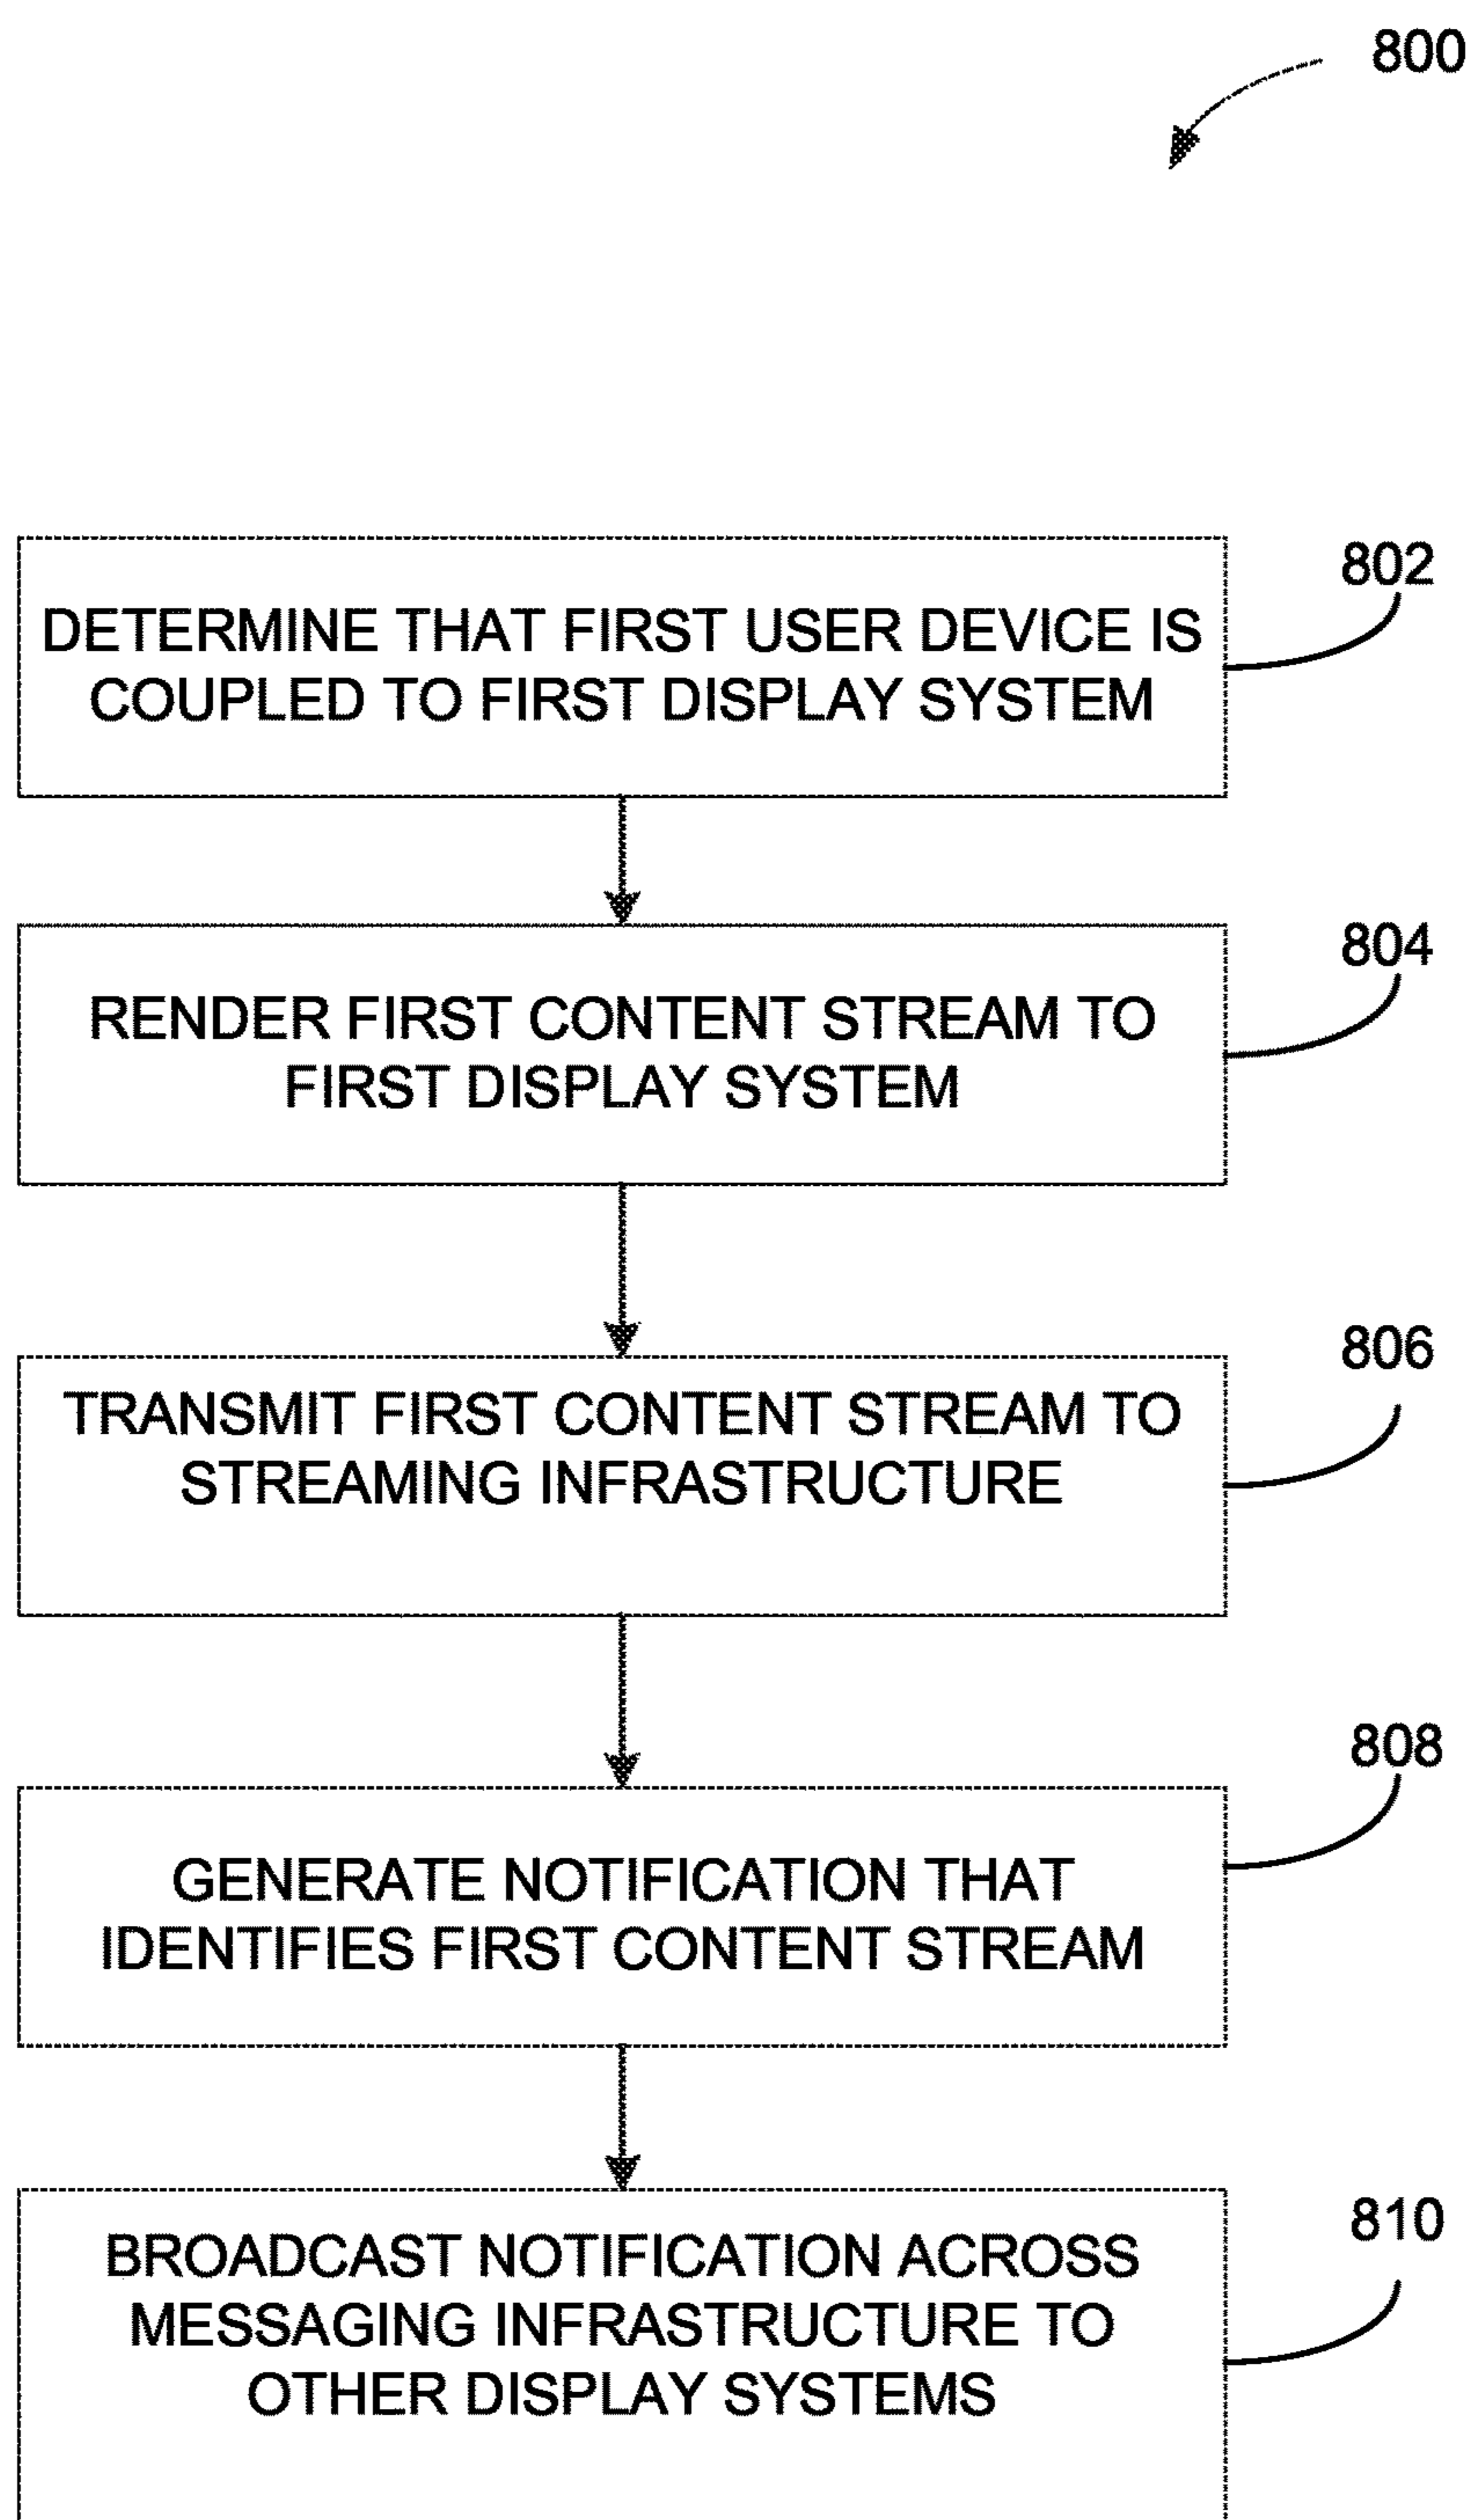 800
802
DETERMINE THAT FIRST USER DEVICE IS
COUPLED TO FIRST DISPLAY SYSTEM
804
RENDER FIRST CONTENT STREAM TO
FIRST DISPLAY SYSTEM
806
TRANSMIT FIRST CONTENT STREAM TO
STREAMING INFRASTRUCTURE
808
GENERATE NOTIFICATION THAT
IDENTIFIES FIRST CONTENT STREAM
810
BROADCAST NOTIFICATION ACROSS
MESSAGING INFRASTRUCTURE TO
OTHER DISPLAY SYSTEMS